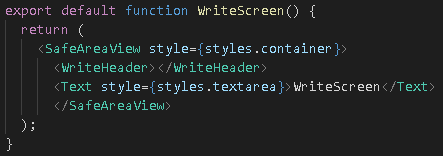 export default function WriteScreen() {
  return (
    <SafeAreaView style={styles.container}>
      <WriteHeader></WriteHeader>
      <Text style={styles.textarea}>WriteScreen</Text>
      </SafeAreaView>
  );
}